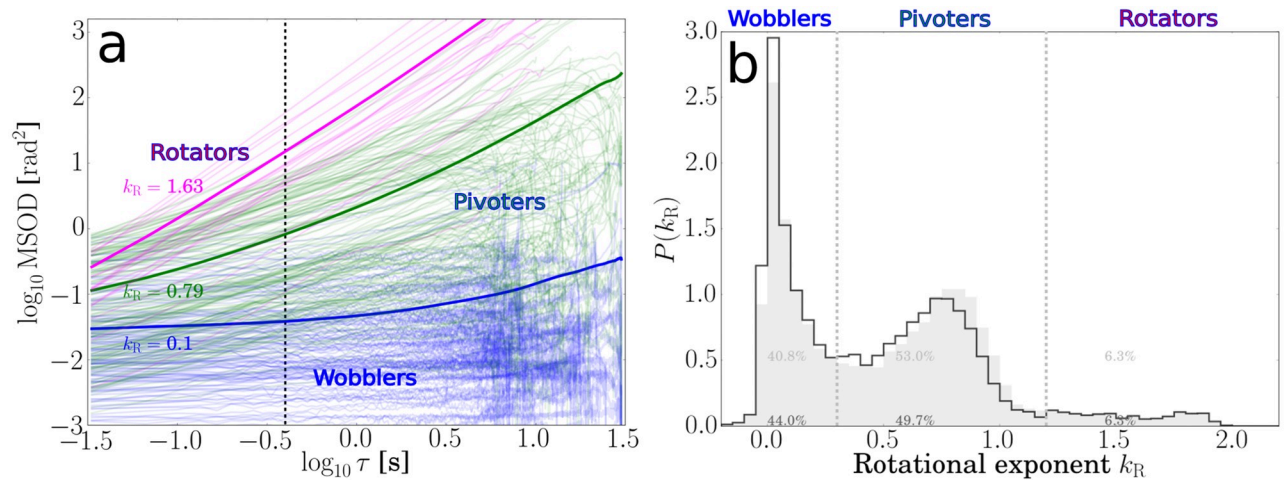 a
Rotators
k_R = 1.63
Pivoters
k_R = 0.79
k_R = 0.1
Wobblers
log₁₀ MSOD [rad²]
3
2
1
0
−1
−2
−3
−1.5 −1.0 −0.5 0.0 0.5 1.0 1.5
log₁₀ τ [s]
Wobblers Pivoters Rotators
b
P(k_R)
3.0
2.5
2.0
1.5
1.0
0.5
0.0
40.8% 53.0% 6.3%
44.0% 49.7% 6.3%
0.0 0.5 1.0 1.5 2.0
Rotational exponent k_R